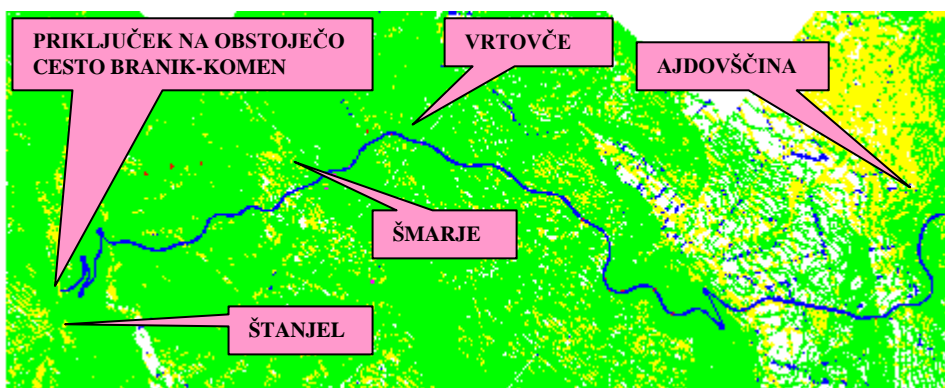 PRIKLJUČEK NA OBSTOJEČO
CESTO BRANIK-KOMEN
VRTOVČE
AJDOVŠČINA
ŠMARJE
ŠTANJEL